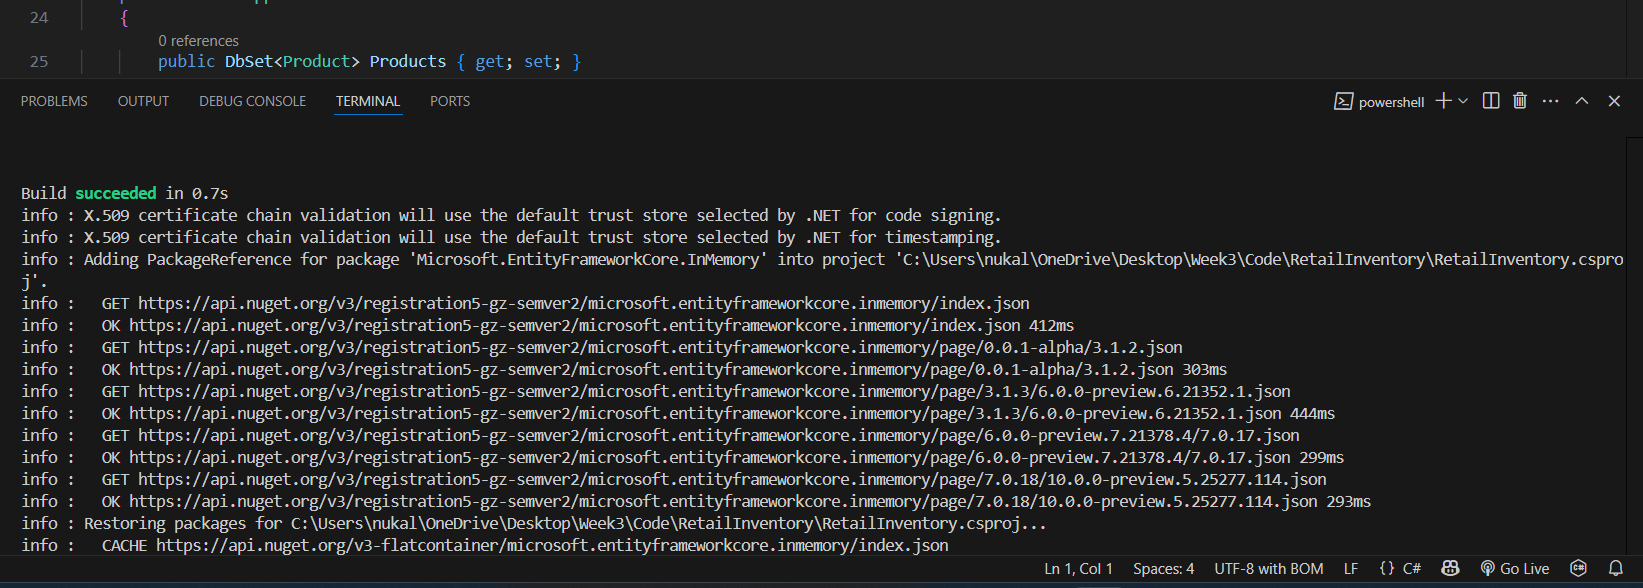 24 {
0 references
25 public DbSet<Product> Products { get; set; }
PROBLEMS OUTPUT DEBUG CONSOLE TERMINAL PORTS powershell
Build succeeded in 0.7s
info : X.509 certificate chain validation will use the default trust store selected by .NET for code signing.
info : X.509 certificate chain validation will use the default trust store selected by .NET for timestamping.
info : Adding PackageReference for package 'Microsoft.EntityFrameworkCore.InMemory' into project 'C:\Users\nukal\OneDrive\Desktop\Week3\Code\RetailInventory\RetailInventory.cspro
j'.
info :   GET https://api.nuget.org/v3/registration5-gz-semver2/microsoft.entityframeworkcore.inmemory/index.json
info :   OK https://api.nuget.org/v3/registration5-gz-semver2/microsoft.entityframeworkcore.inmemory/index.json 412ms
info :   GET https://api.nuget.org/v3/registration5-gz-semver2/microsoft.entityframeworkcore.inmemory/page/0.0.1-alpha/3.1.2.json
info :   OK https://api.nuget.org/v3/registration5-gz-semver2/microsoft.entityframeworkcore.inmemory/page/0.0.1-alpha/3.1.2.json 303ms
info :   GET https://api.nuget.org/v3/registration5-gz-semver2/microsoft.entityframeworkcore.inmemory/page/3.1.3/6.0.0-preview.6.21352.1.json
info :   OK https://api.nuget.org/v3/registration5-gz-semver2/microsoft.entityframeworkcore.inmemory/page/3.1.3/6.0.0-preview.6.21352.1.json 444ms
info :   GET https://api.nuget.org/v3/registration5-gz-semver2/microsoft.entityframeworkcore.inmemory/page/6.0.0-preview.7.21378.4/7.0.17.json
info :   OK https://api.nuget.org/v3/registration5-gz-semver2/microsoft.entityframeworkcore.inmemory/page/6.0.0-preview.7.21378.4/7.0.17.json 299ms
info :   GET https://api.nuget.org/v3/registration5-gz-semver2/microsoft.entityframeworkcore.inmemory/page/7.0.18/10.0.0-preview.5.25277.114.json
info :   OK https://api.nuget.org/v3/registration5-gz-semver2/microsoft.entityframeworkcore.inmemory/page/7.0.18/10.0.0-preview.5.25277.114.json 293ms
info : Restoring packages for C:\Users\nukal\OneDrive\Desktop\Week3\Code\RetailInventory\RetailInventory.csproj...
info :   CACHE https://api.nuget.org/v3-flatcontainer/microsoft.entityframeworkcore.inmemory/index.json
Ln 1, Col 1 Spaces: 4 UTF-8 with BOM LF {} C# Go Live